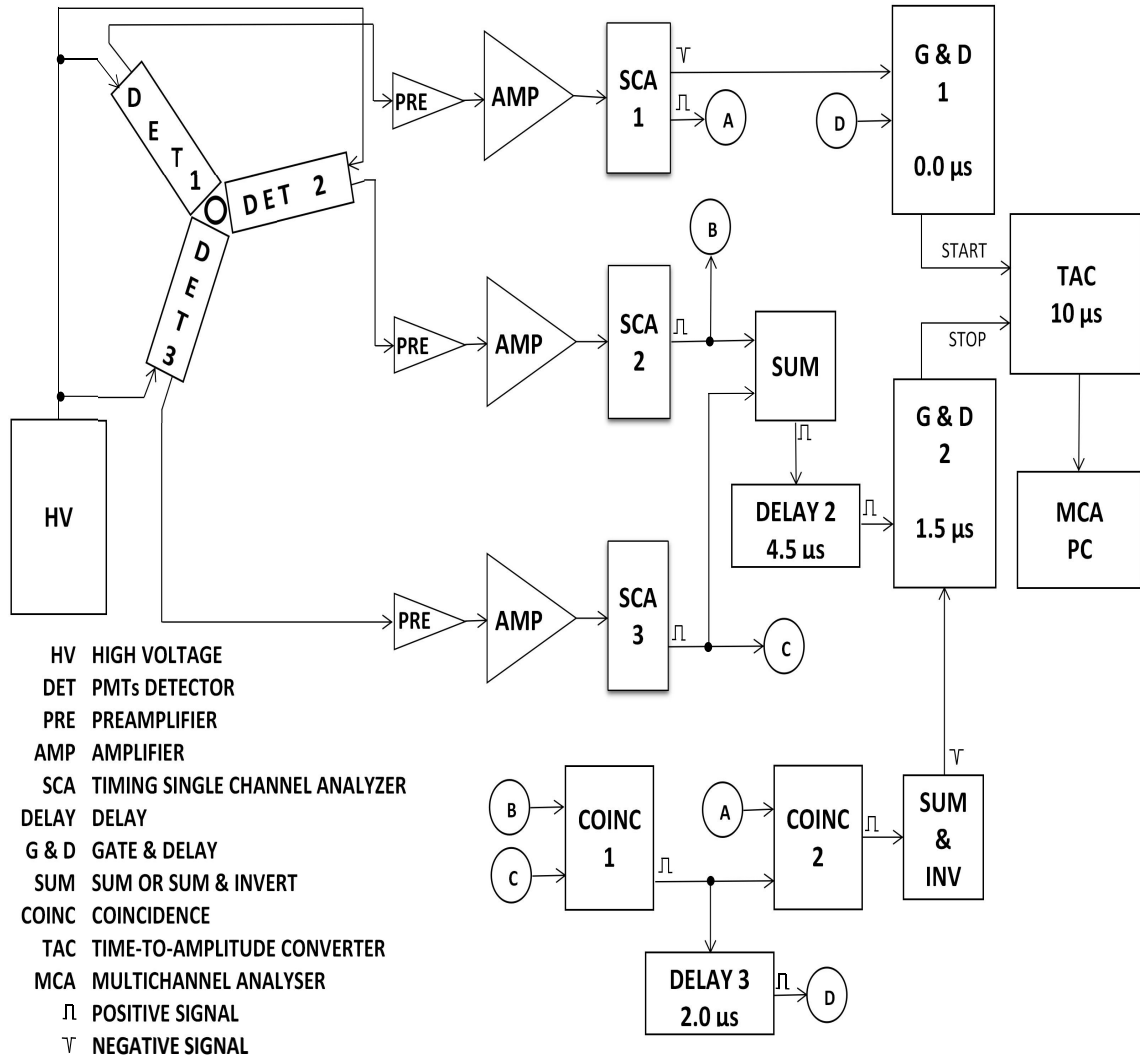 DET 1
DET 2
DET 3
HV
PRE
AMP
SCA
1
A
D
G & D
1
0.0 µs
START
TAC
10 µs
STOP
B
PRE
AMP
SCA
2
SUM
G & D
2
1.5 µs
DELAY 2
4.5 µs
MCA
PC
PRE
AMP
SCA
3
C
B
C
COINC
1
A
COINC
2
SUM
&
INV
DELAY 3
2.0 µs
D
HV HIGH VOLTAGE
DET PMTs DETECTOR
PRE PREAMPLIFIER
AMP AMPLIFIER
SCA TIMING SINGLE CHANNEL ANALYZER
DELAY DELAY
G & D GATE & DELAY
SUM SUM OR SUM & INVERT
COINC COINCIDENCE
TAC TIME-TO-AMPLITUDE CONVERTER
MCA MULTICHANNEL ANALYSER
POSITIVE SIGNAL
NEGATIVE SIGNAL